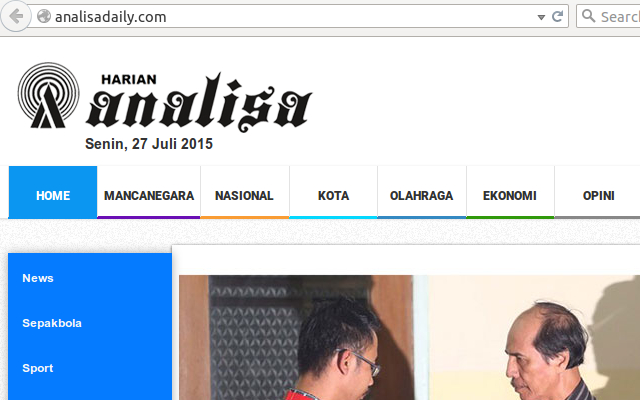 analisadaily.com
Search
HARIAN
analisa
Senin, 27 Juli 2015
HOME MANCANEGARA NASIONAL KOTA OLAHRAGA EKONOMI OPINI
News
Sepakbola
Sport